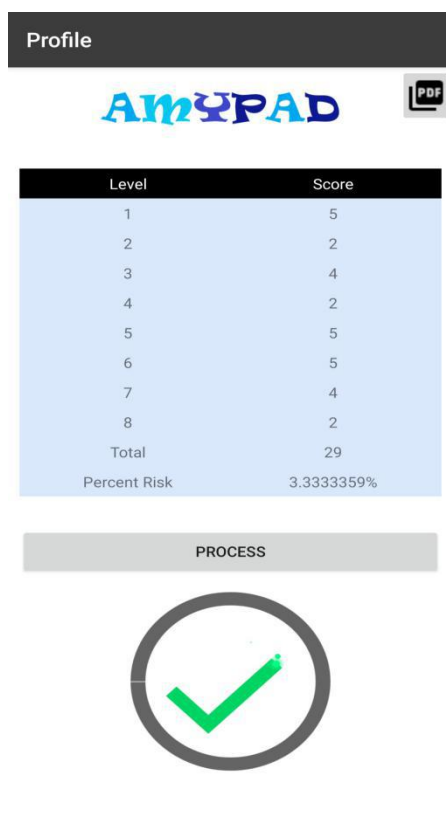 Profile
AMYPAD
PDF
Level Score
1 5
2 2
3 4
4 2
5 5
6 5
7 4
8 2
Total 29
Percent Risk 3.3333359%
PROCESS